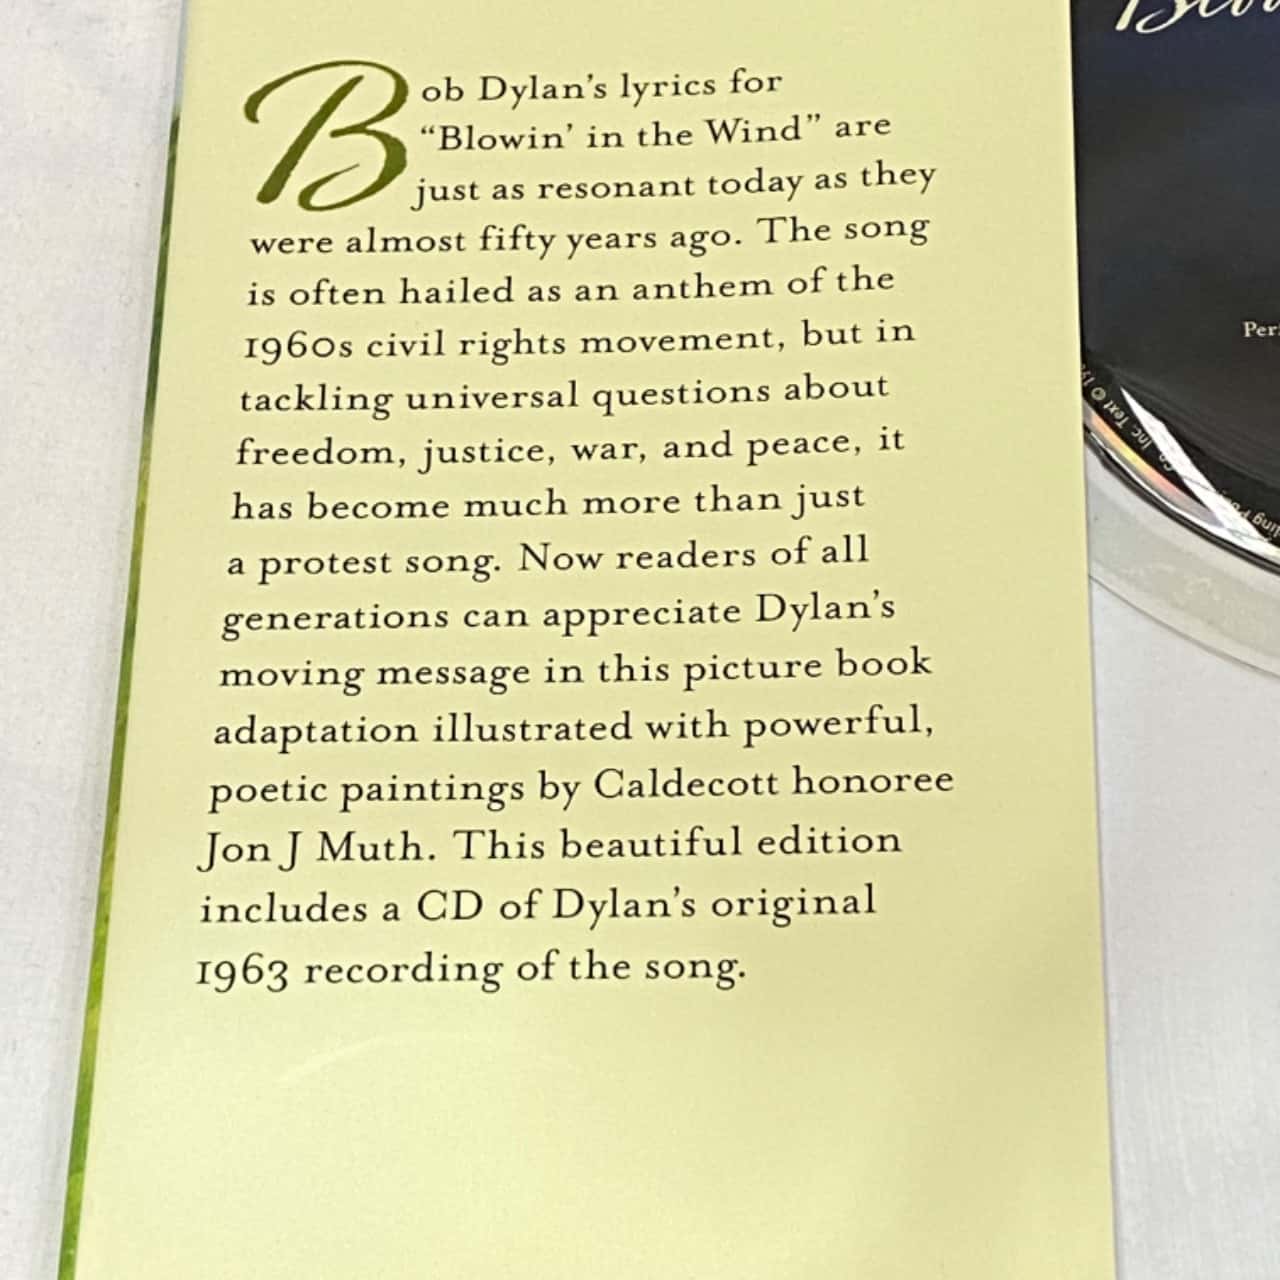 Bob Dylan's lyrics for
“Blowin' in the Wind” are
just as resonant today as they
were almost fifty years ago. The song
is often hailed as an anthem of the
1960s civil rights movement, but in
tackling universal questions about
freedom, justice, war, and peace, it
has become much more than just
a protest song. Now readers of all
generations can appreciate Dylan's
moving message in this picture book
adaptation illustrated with powerful,
poetic paintings by Caldecott honoree
Jon J Muth. This beautiful edition
includes a CD of Dylan's original
1963 recording of the song.
Inc. Text ©